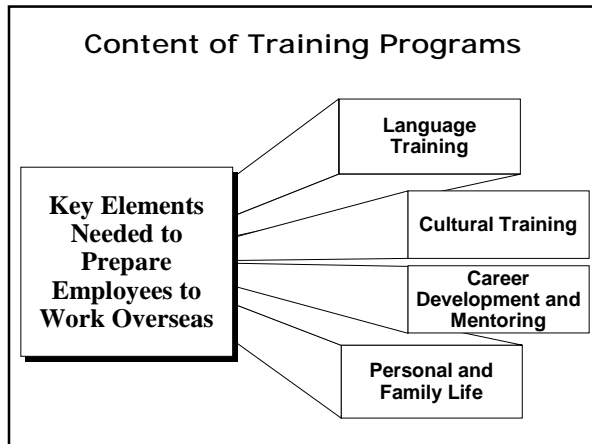 Content of Training Programs
Key Elements
Needed to
Prepare
Employees to
Work Overseas
Language
Training
Cultural Training
Career
Development and
Mentoring
Personal and
Family Life